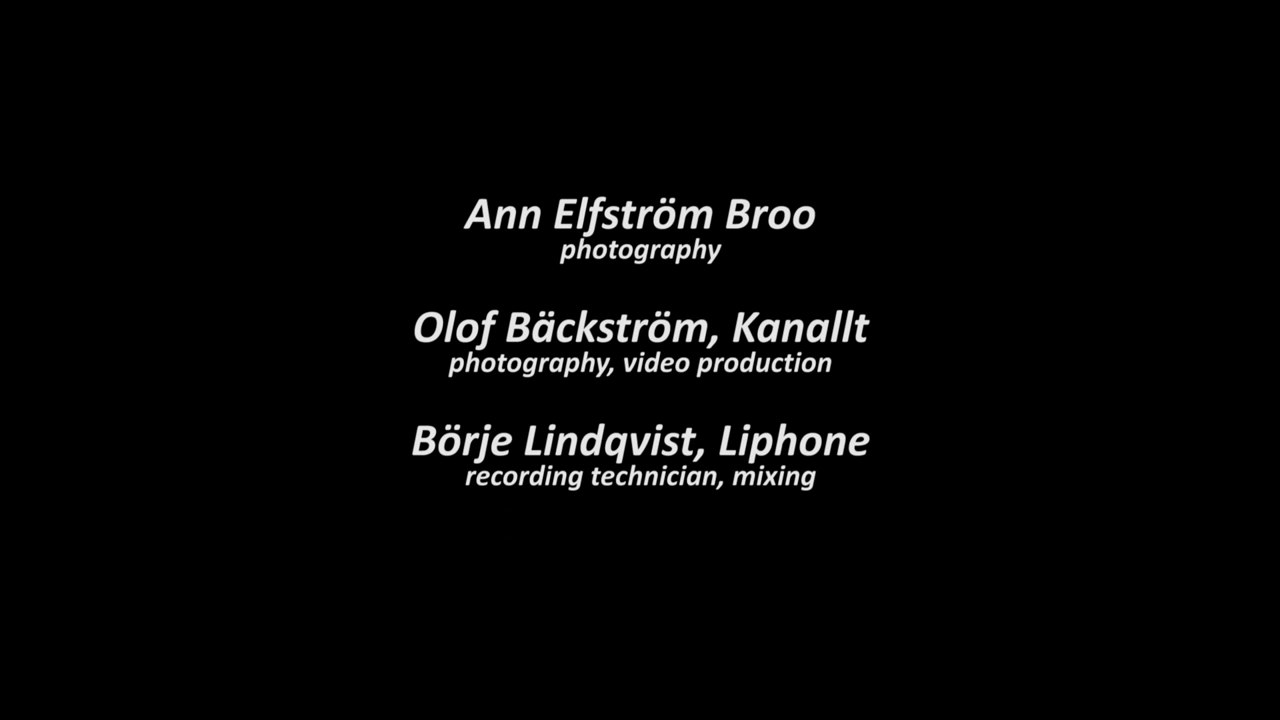 Ann Elfström Broo
photography
Olof Bäckström, Kanallt
photography, video production
Börje Lindqvist, Liphone
recording technician, mixing